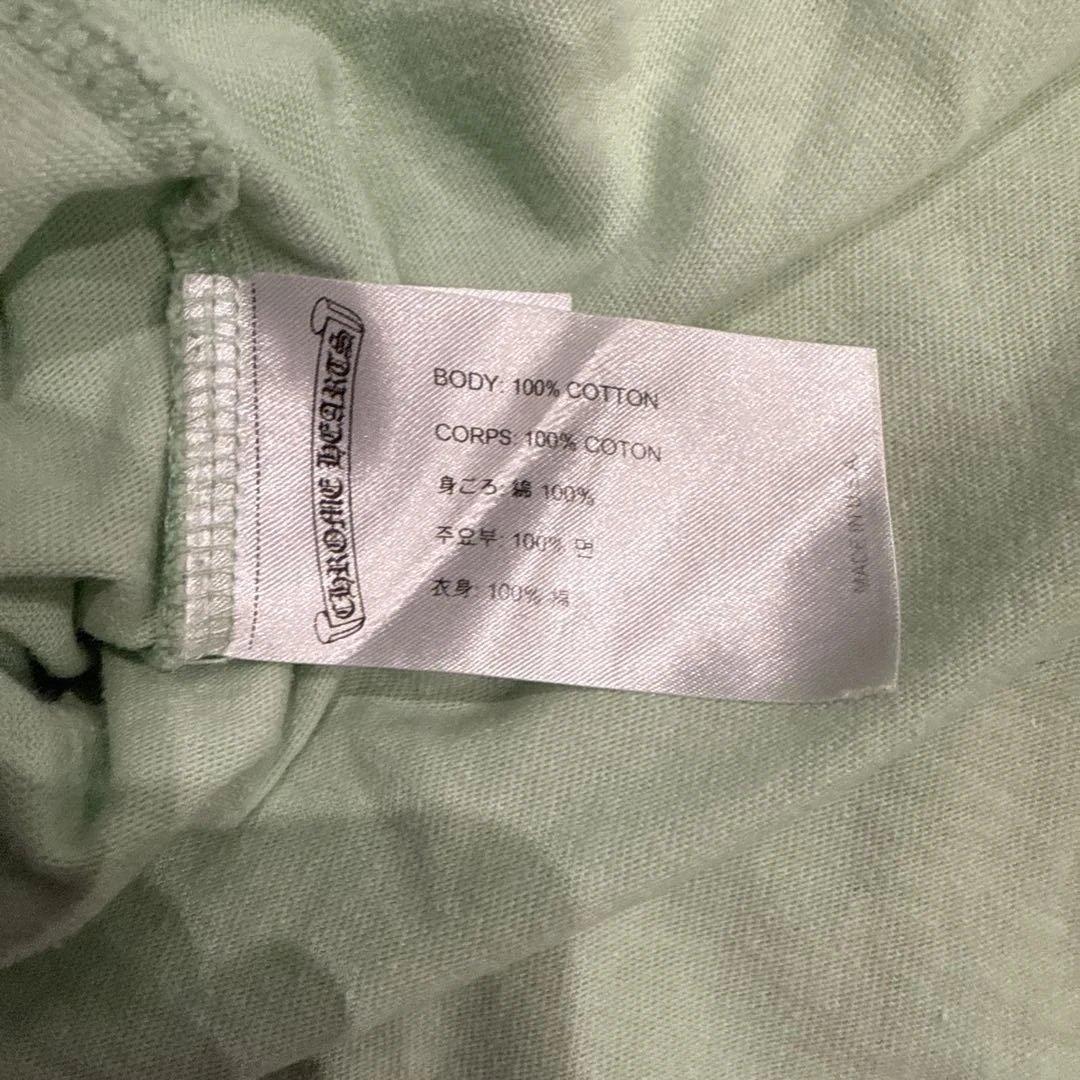 CHROME HEARTS
BODY: 100% COTTON
CORPS: 100% COTON
身ごろ: 綿 100%
주요부: 100% 면
衣身: 100% 棉
MADE IN U.S.A.